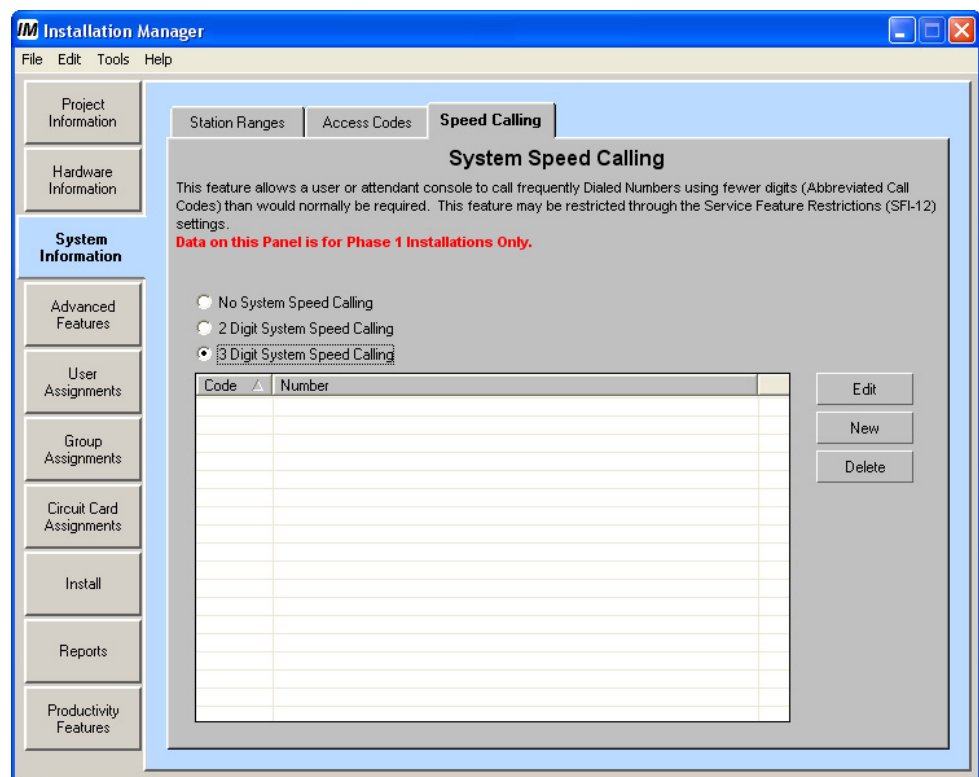 IM Installation Manager
File Edit Tools Help
Project
Information
Hardware
Information
System
Information
Advanced
Features
User
Assignments
Group
Assignments
Circuit Card
Assignments
Install
Reports
Productivity
Features
Station Ranges Access Codes Speed Calling
System Speed Calling
This feature allows a user or attendant console to call frequently Dialed Numbers using fewer digits (Abbreviated Call
Codes) than would normally be required. This feature may be restricted through the Service Feature Restrictions (SFI-12)
settings.
Data on this Panel is for Phase 1 Installations Only.
No System Speed Calling
2 Digit System Speed Calling
3 Digit System Speed Calling
Code Number
Edit
New
Delete